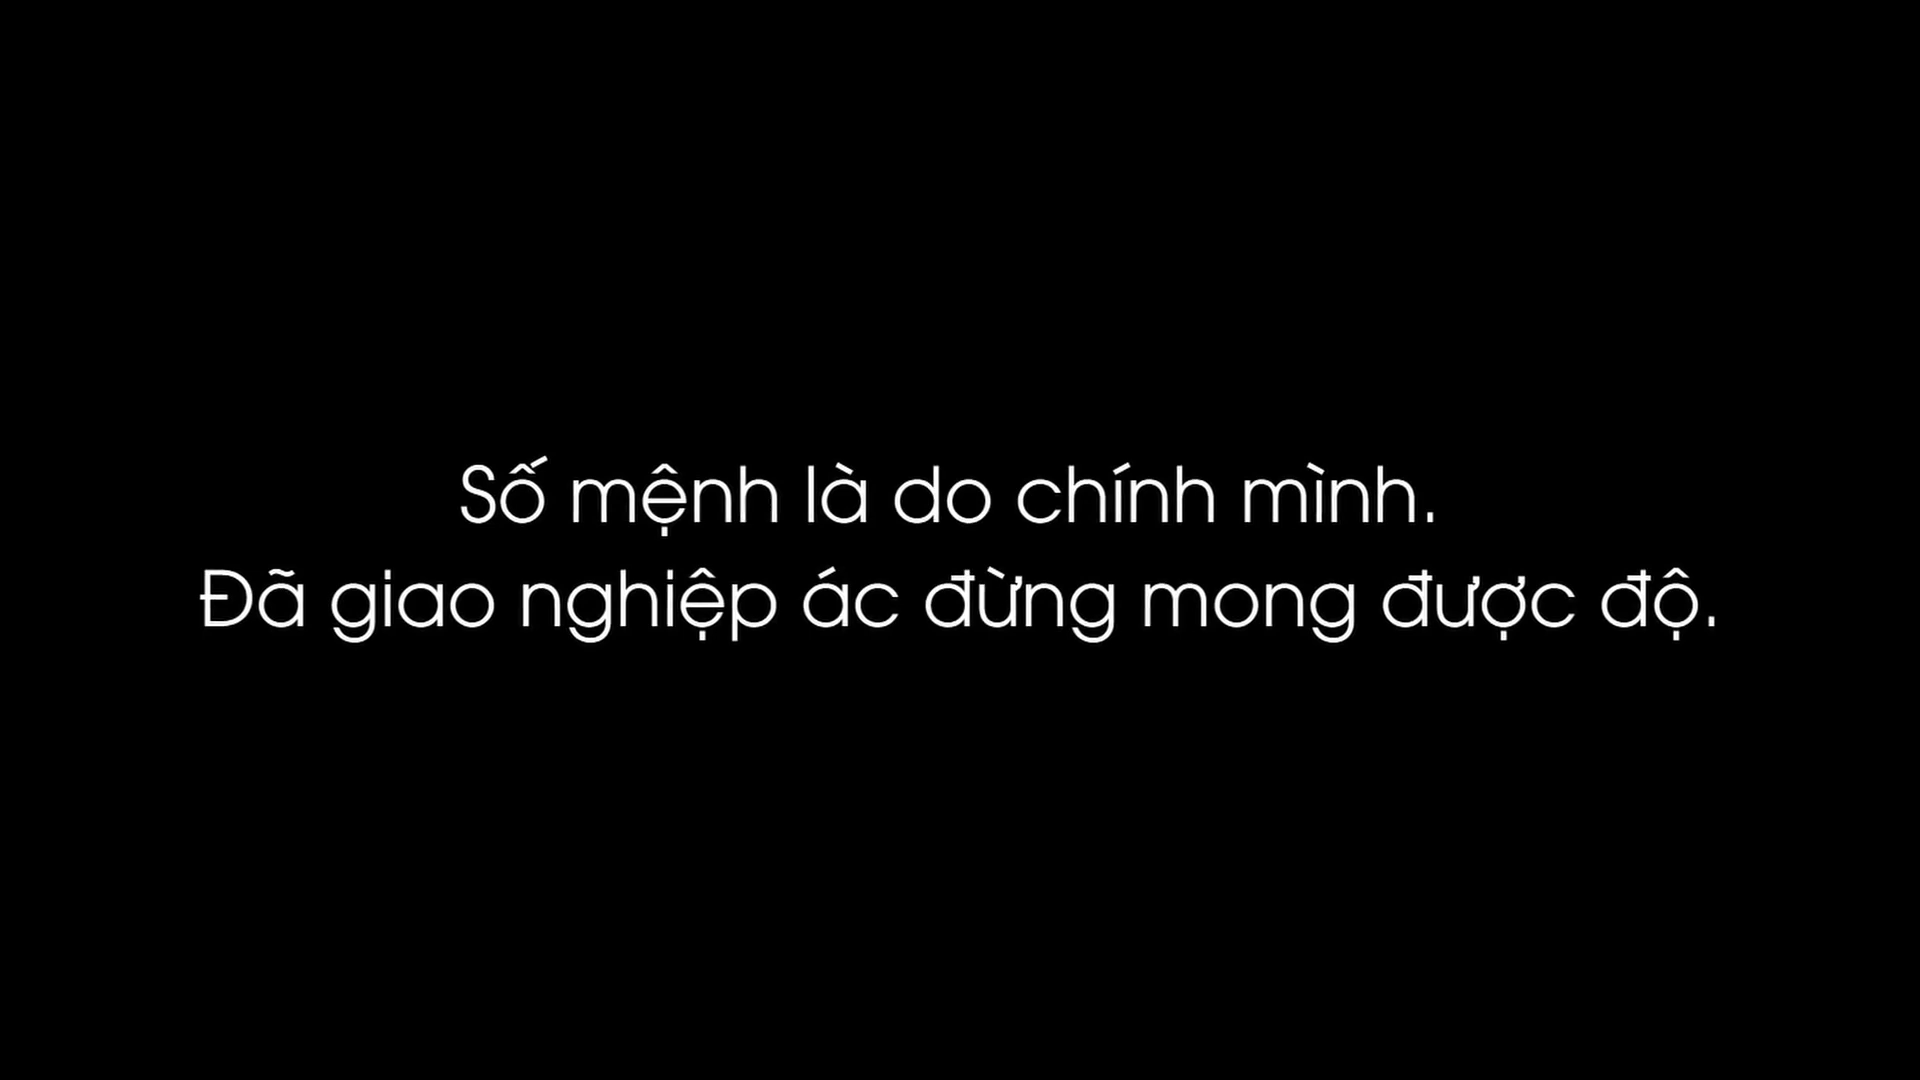 Số mệnh là do chính mình.
Đã giao nghiệp ác đừng mong được độ.